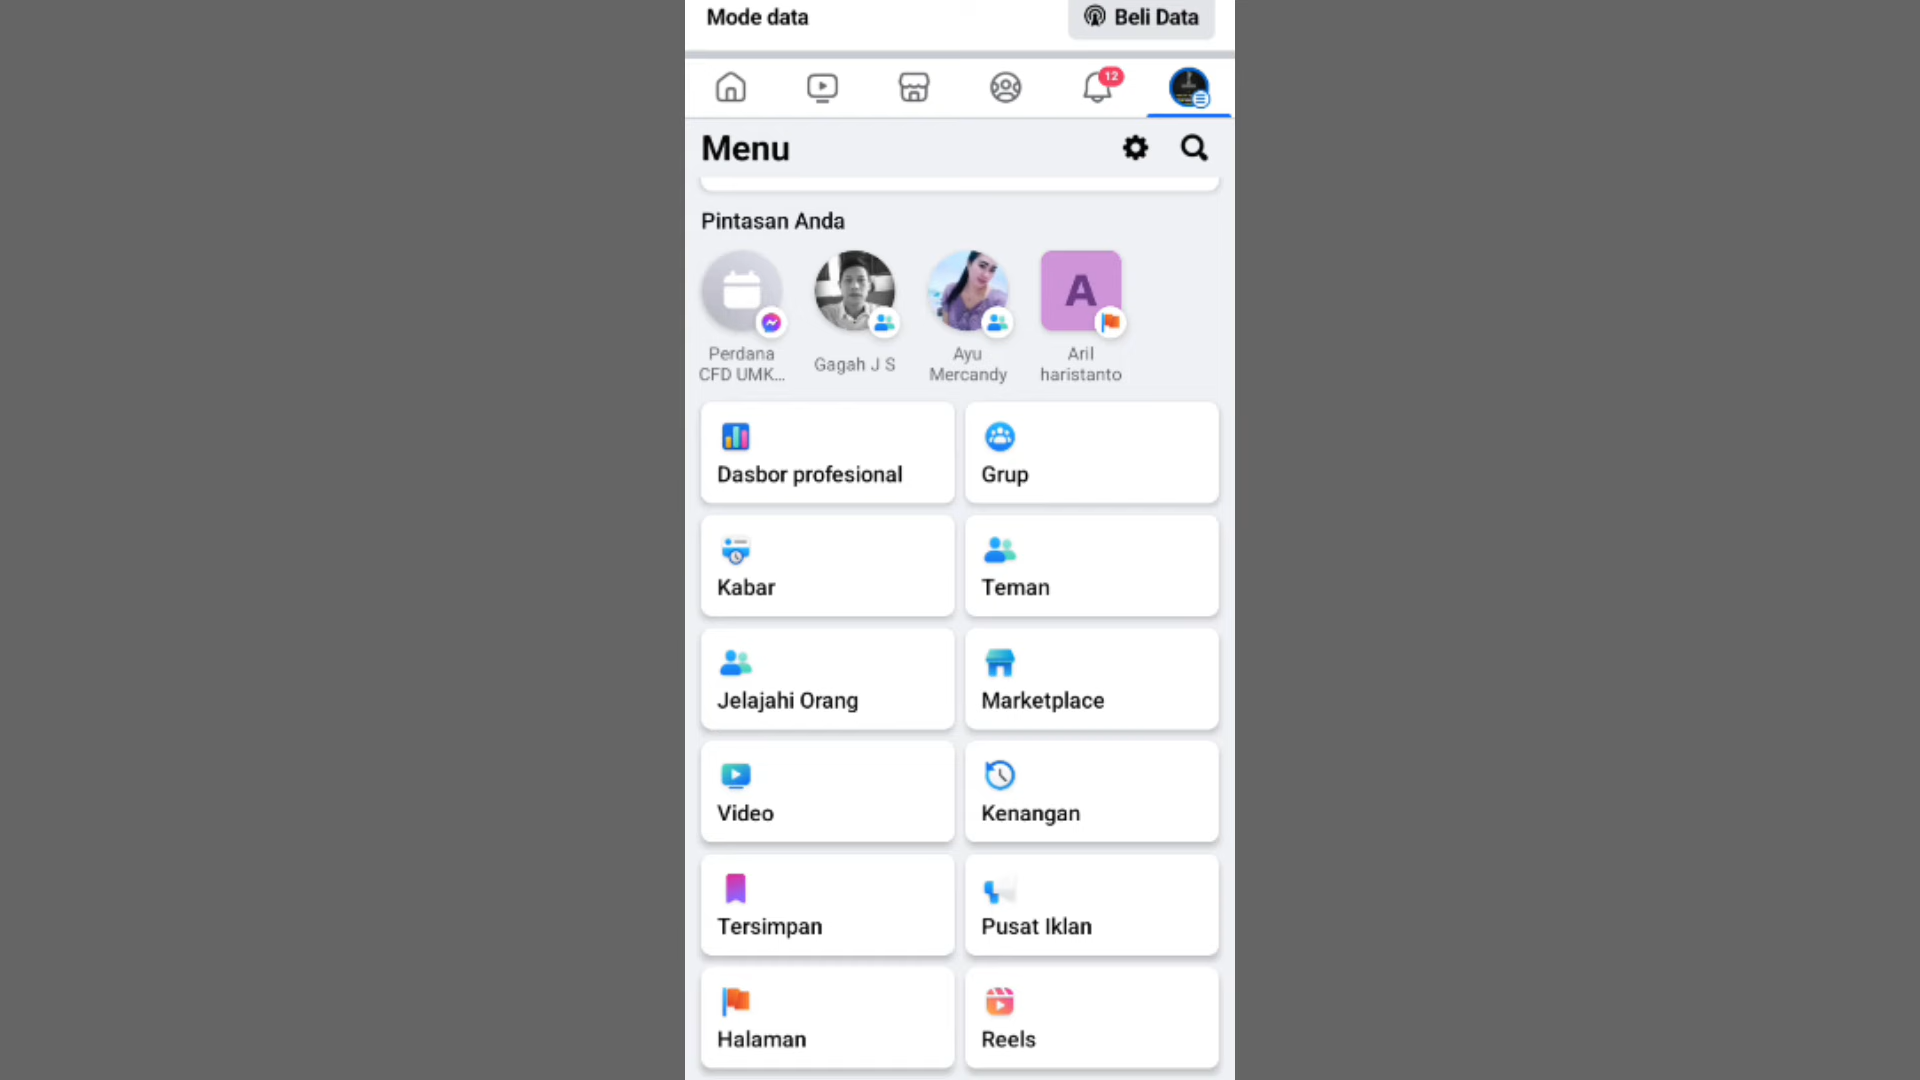 Mode data
Beli Data
12
Menu
Pintasan Anda
A
Perdana
CFD UMK...
Gagah J S
Ayu
Mercandy
Aril
haristanto
Dasbor profesional
Grup
Kabar
Teman
Jelajahi Orang
Marketplace
Video
Kenangan
Tersimpan
Pusat Iklan
Halaman
Reels